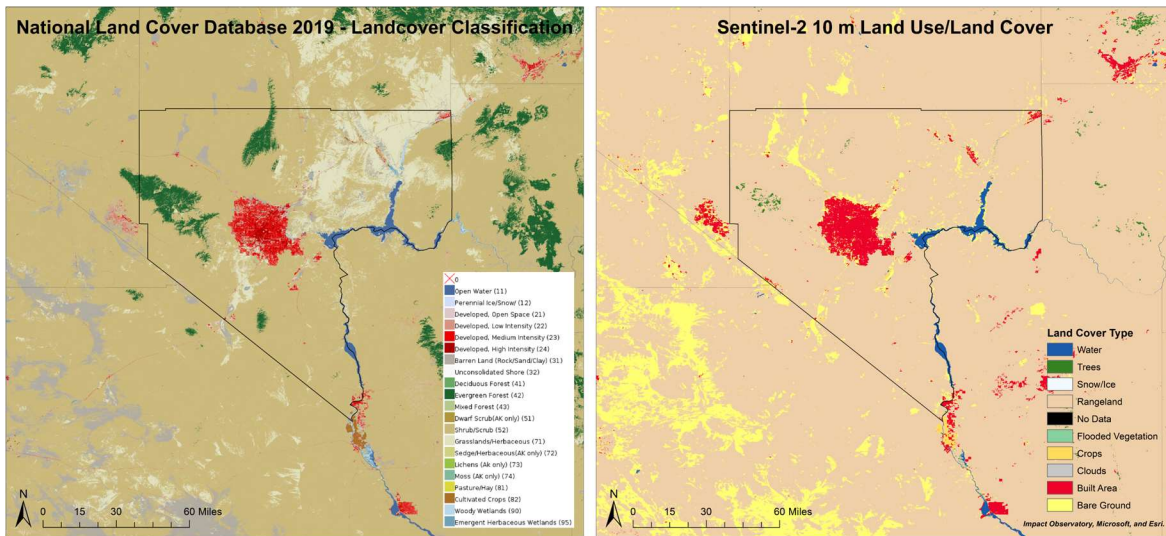 National Land Cover Database 2019 - Landcover Classification
0
Open Water (11)
Perennial Ice/Snow/ (12)
Developed, Open Space (21)
Developed, Low Intensity (22)
Developed, Medium Intensity (23)
Developed, High Intensity (24)
Barren Land (Rock/Sand/Clay) (31)
Unconsolidated Shore (32)
Deciduous Forest (41)
Evergreen Forest (42)
Mixed Forest (43)
Dwarf Scrub(AK only) (51)
Shrub/Scrub (52)
Grasslands/Herbaceous (71)
Sedge/Herbaceous(AK only) (72)
Lichens (Ak only) (73)
Moss (AK only) (74)
Pasture/Hay (81)
Cultivated Crops (82)
Woody Wetlands (90)
Emergent Herbaceous Wetlands (95)
N
0 15 30 60 Miles
Sentinel-2 10 m Land Use/Land Cover
Land Cover Type
Water
Trees
Snow/Ice
Rangeland
No Data
Flooded Vegetation
Crops
Clouds
Built Area
Bare Ground
N
0 15 30 60 Miles
Impact Observatory, Microsoft, and Esri.